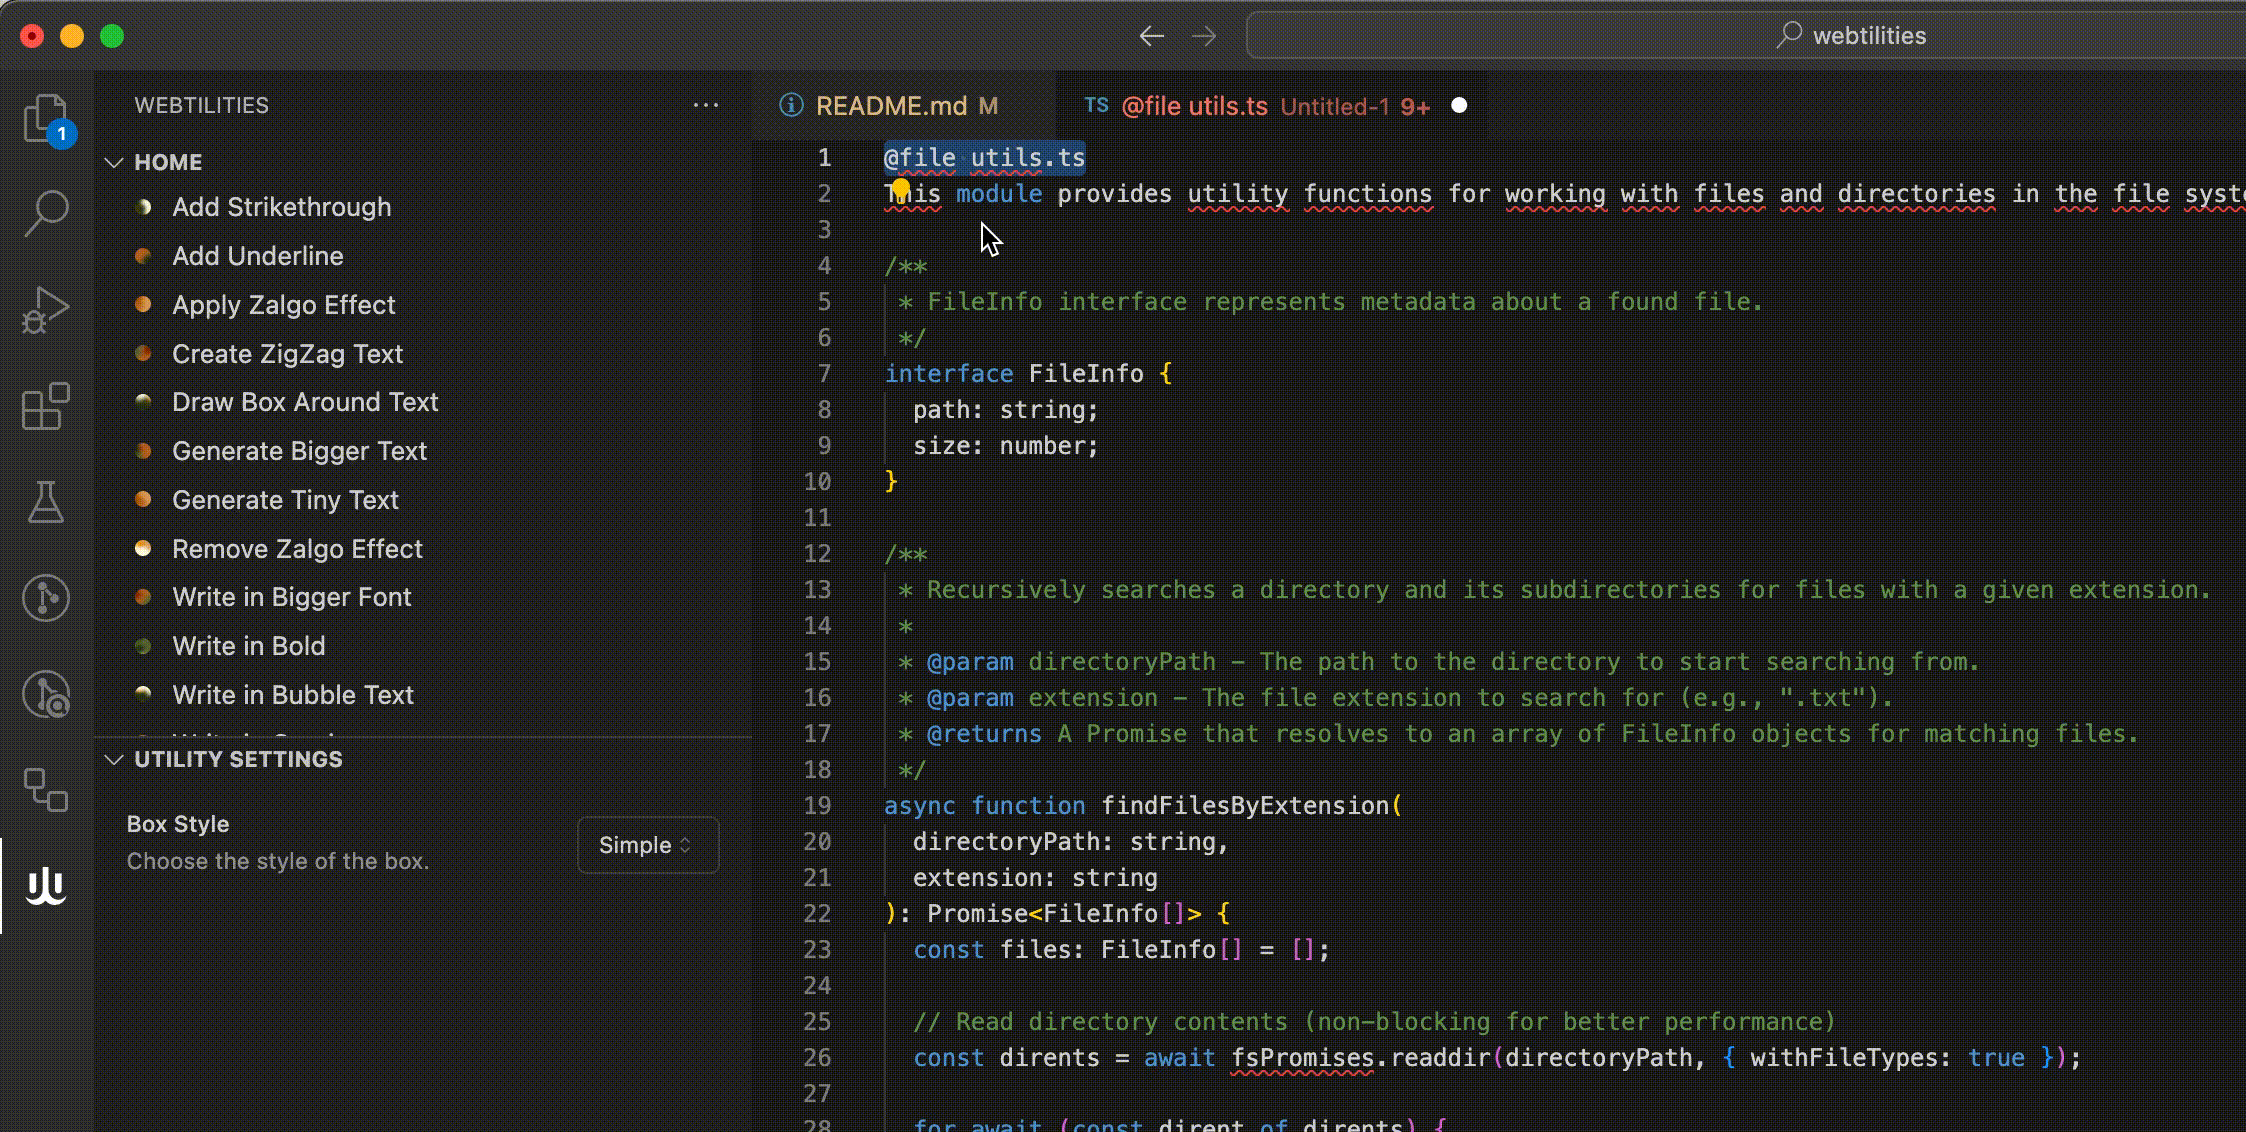 webtilities
1
WEBTILITIES
HOME
Add Strikethrough
Add Underline
Apply Zalgo Effect
Create ZigZag Text
Draw Box Around Text
Generate Bigger Text
Generate Tiny Text
Remove Zalgo Effect
Write in Bigger Font
Write in Bold
Write in Bubble Text
UTILITY SETTINGS
Box Style
Choose the style of the box.
Simple
README.md M
TS @file utils.ts Untitled-1 9+
1 @file utils.ts
2 This module provides utility functions for working with files and directories in the file syst
3
4 /**
5 * FileInfo interface represents metadata about a found file.
6 */
7 interface FileInfo {
8 path: string;
9 size: number;
10 }
11
12 /**
13 * Recursively searches a directory and its subdirectories for files with a given extension.
14 *
15 * @param directoryPath - The path to the directory to start searching from.
16 * @param extension - The file extension to search for (e.g., ".txt").
17 * @returns A Promise that resolves to an array of FileInfo objects for matching files.
18 */
19 async function findFilesByExtension(
20 directoryPath: string,
21 extension: string
22 ): Promise<FileInfo[]> {
23 const files: FileInfo[] = [];
24
25 // Read directory contents (non-blocking for better performance)
26 const dirents = await fsPromises.readdir(directoryPath, { withFileTypes: true });
27
28 for await (const dirent of dirents) {